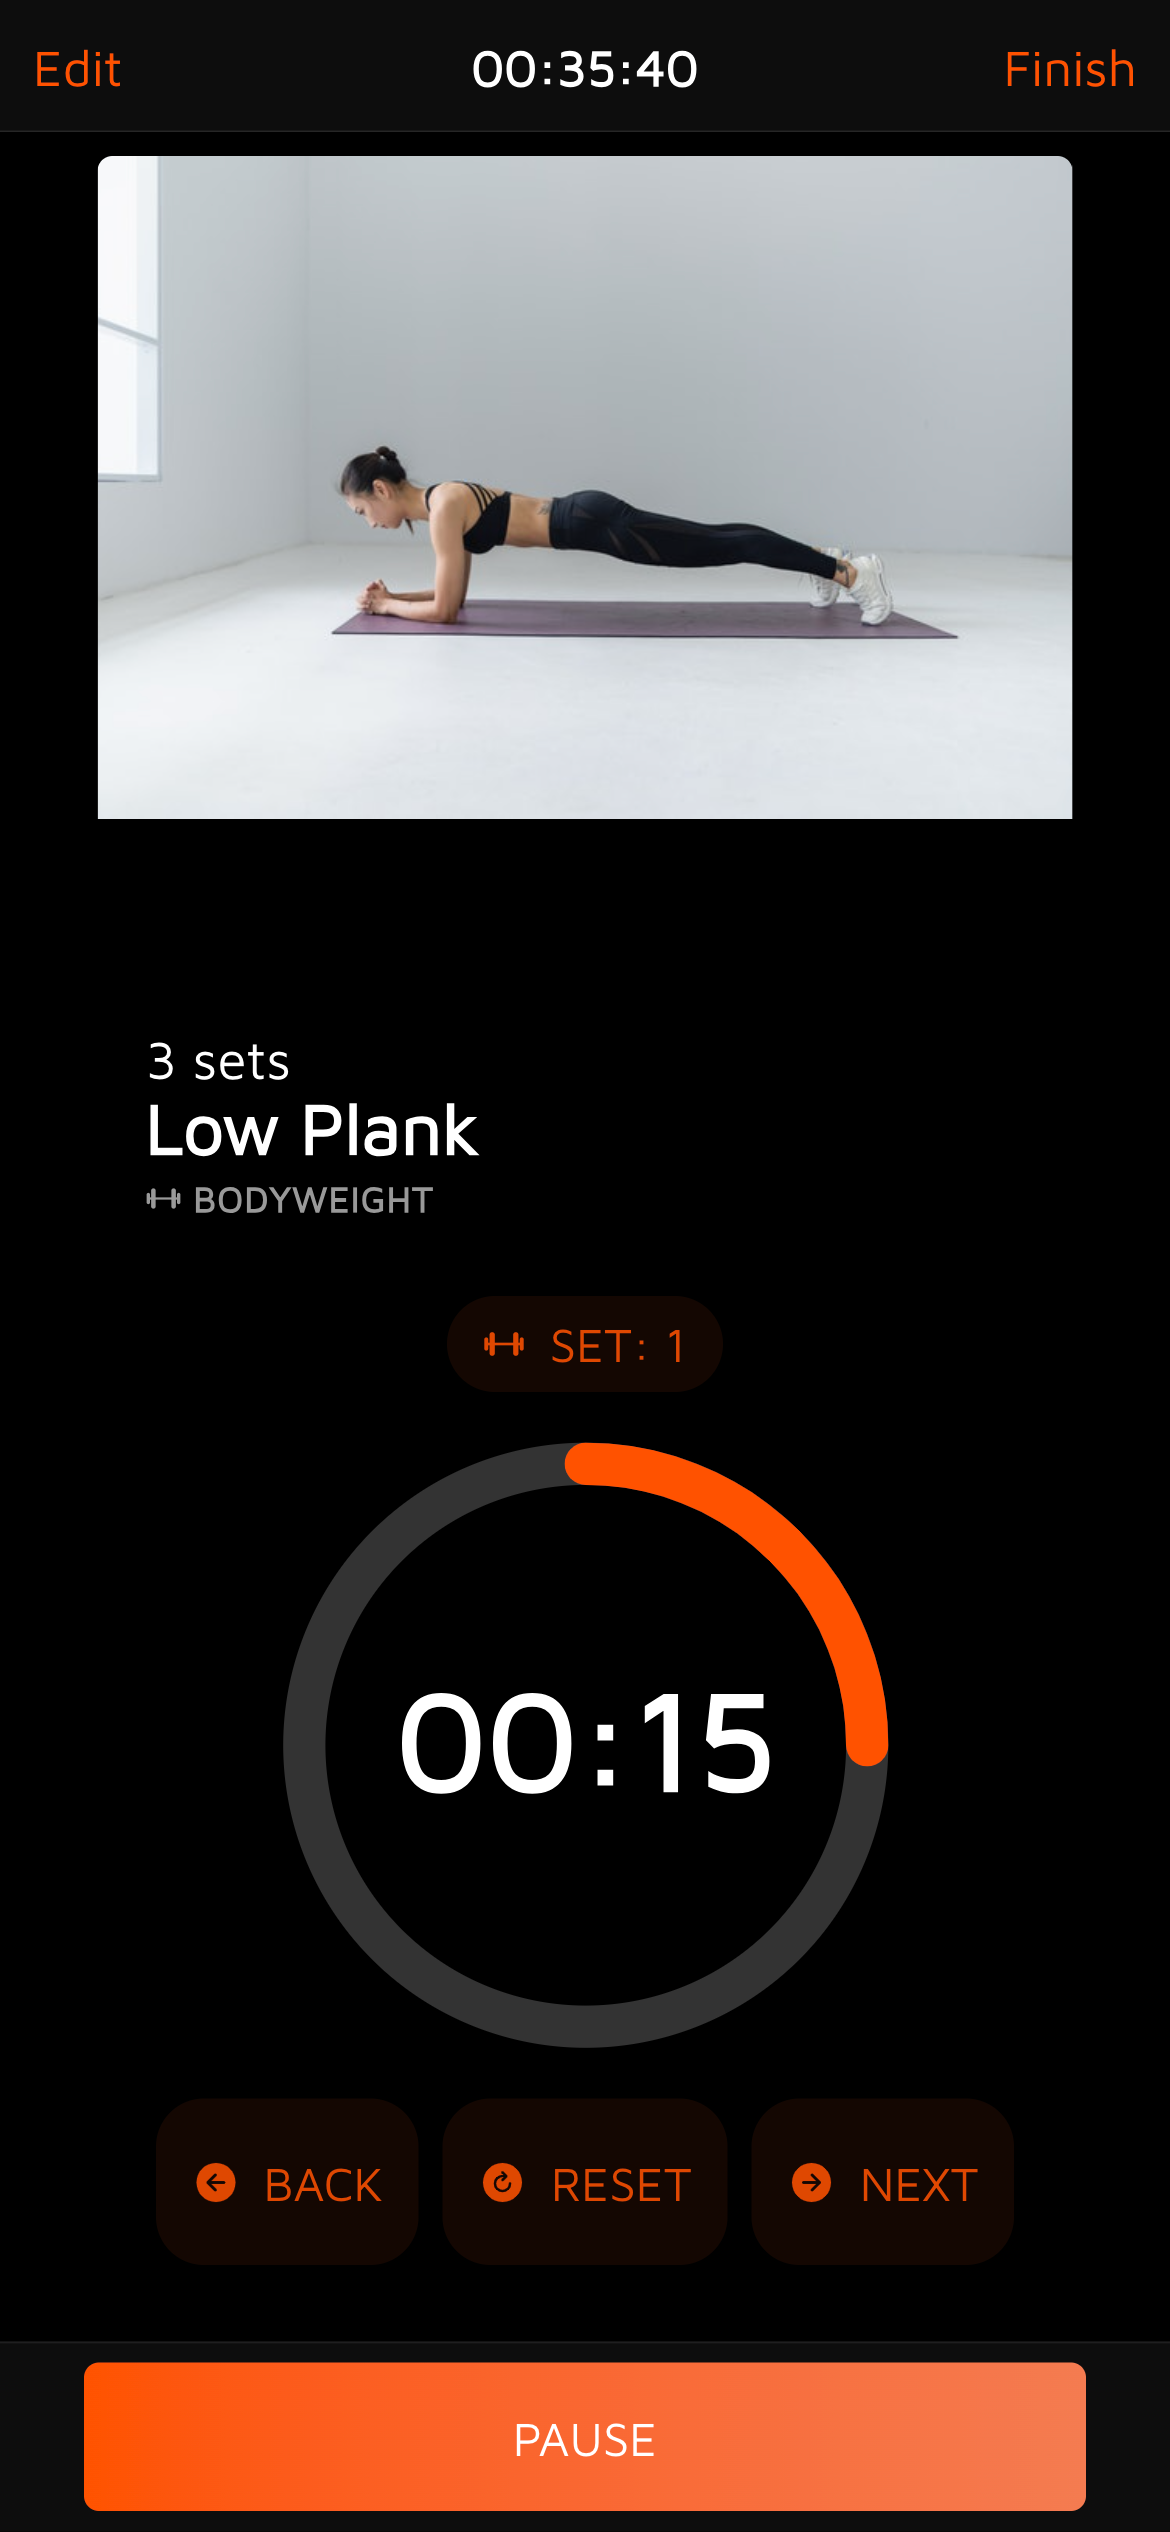 Edit 00:35:40 Finish
3 sets
Low Plank
BODYWEIGHT
SET: 1
00:15
BACK RESET NEXT
PAUSE